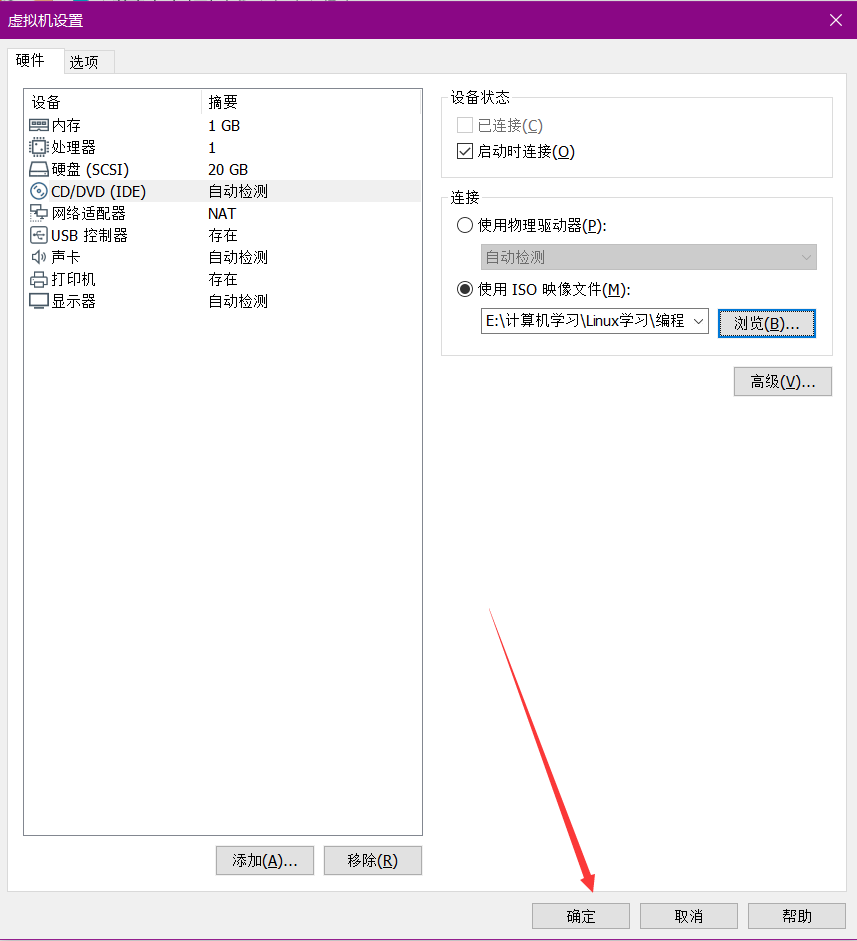 虚拟机设置
硬件 选项
设备 摘要
内存 1 GB
处理器 1
硬盘 (SCSI) 20 GB
CD/DVD (IDE) 自动检测
网络适配器 NAT
USB 控制器 存在
声卡 自动检测
打印机 存在
显示器 自动检测
添加(A)... 移除(R)
设备状态
已连接(C)
启动时连接(O)
连接
使用物理驱动器(P):
自动检测
使用 ISO 映像文件(M):
E:\计算机学习\Linux学习\编程 浏览(B)...
高级(V)...
确定 取消 帮助